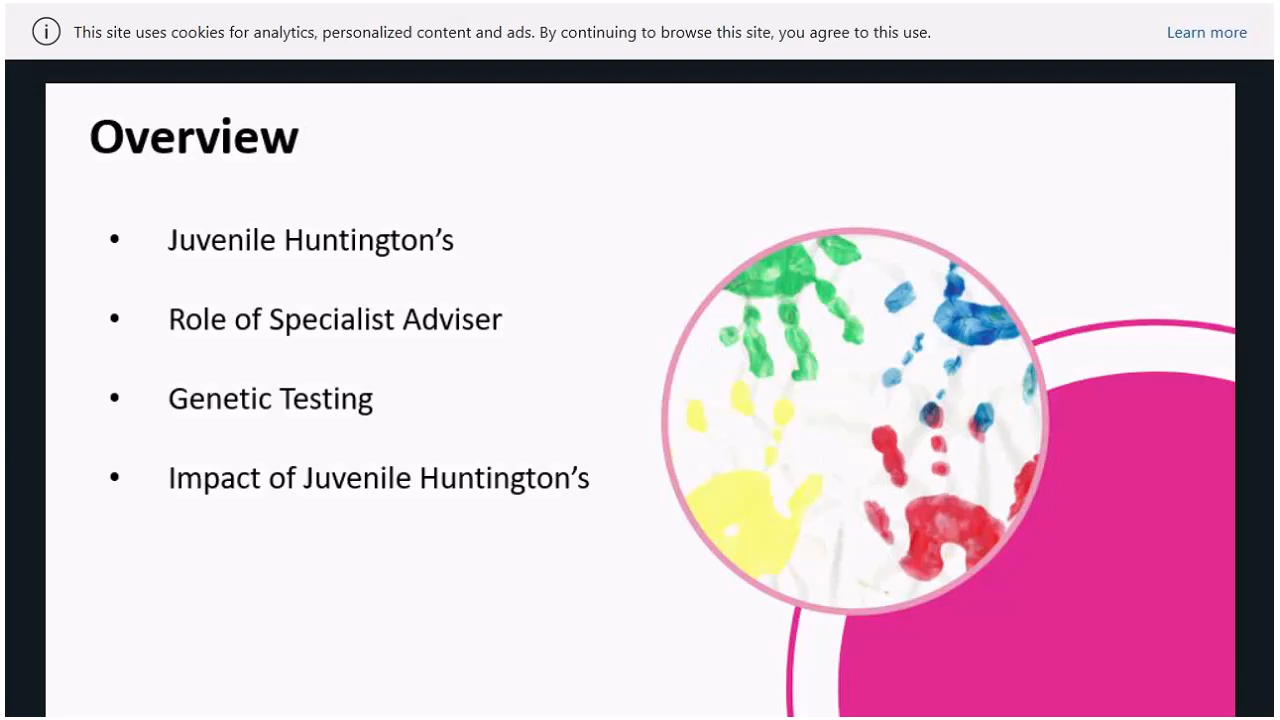 This site uses cookies for analytics, personalized content and ads. By continuing to browse this site, you agree to this use.
Learn more
Overview
• Juvenile Huntington’s
• Role of Specialist Adviser
• Genetic Testing
• Impact of Juvenile Huntington’s